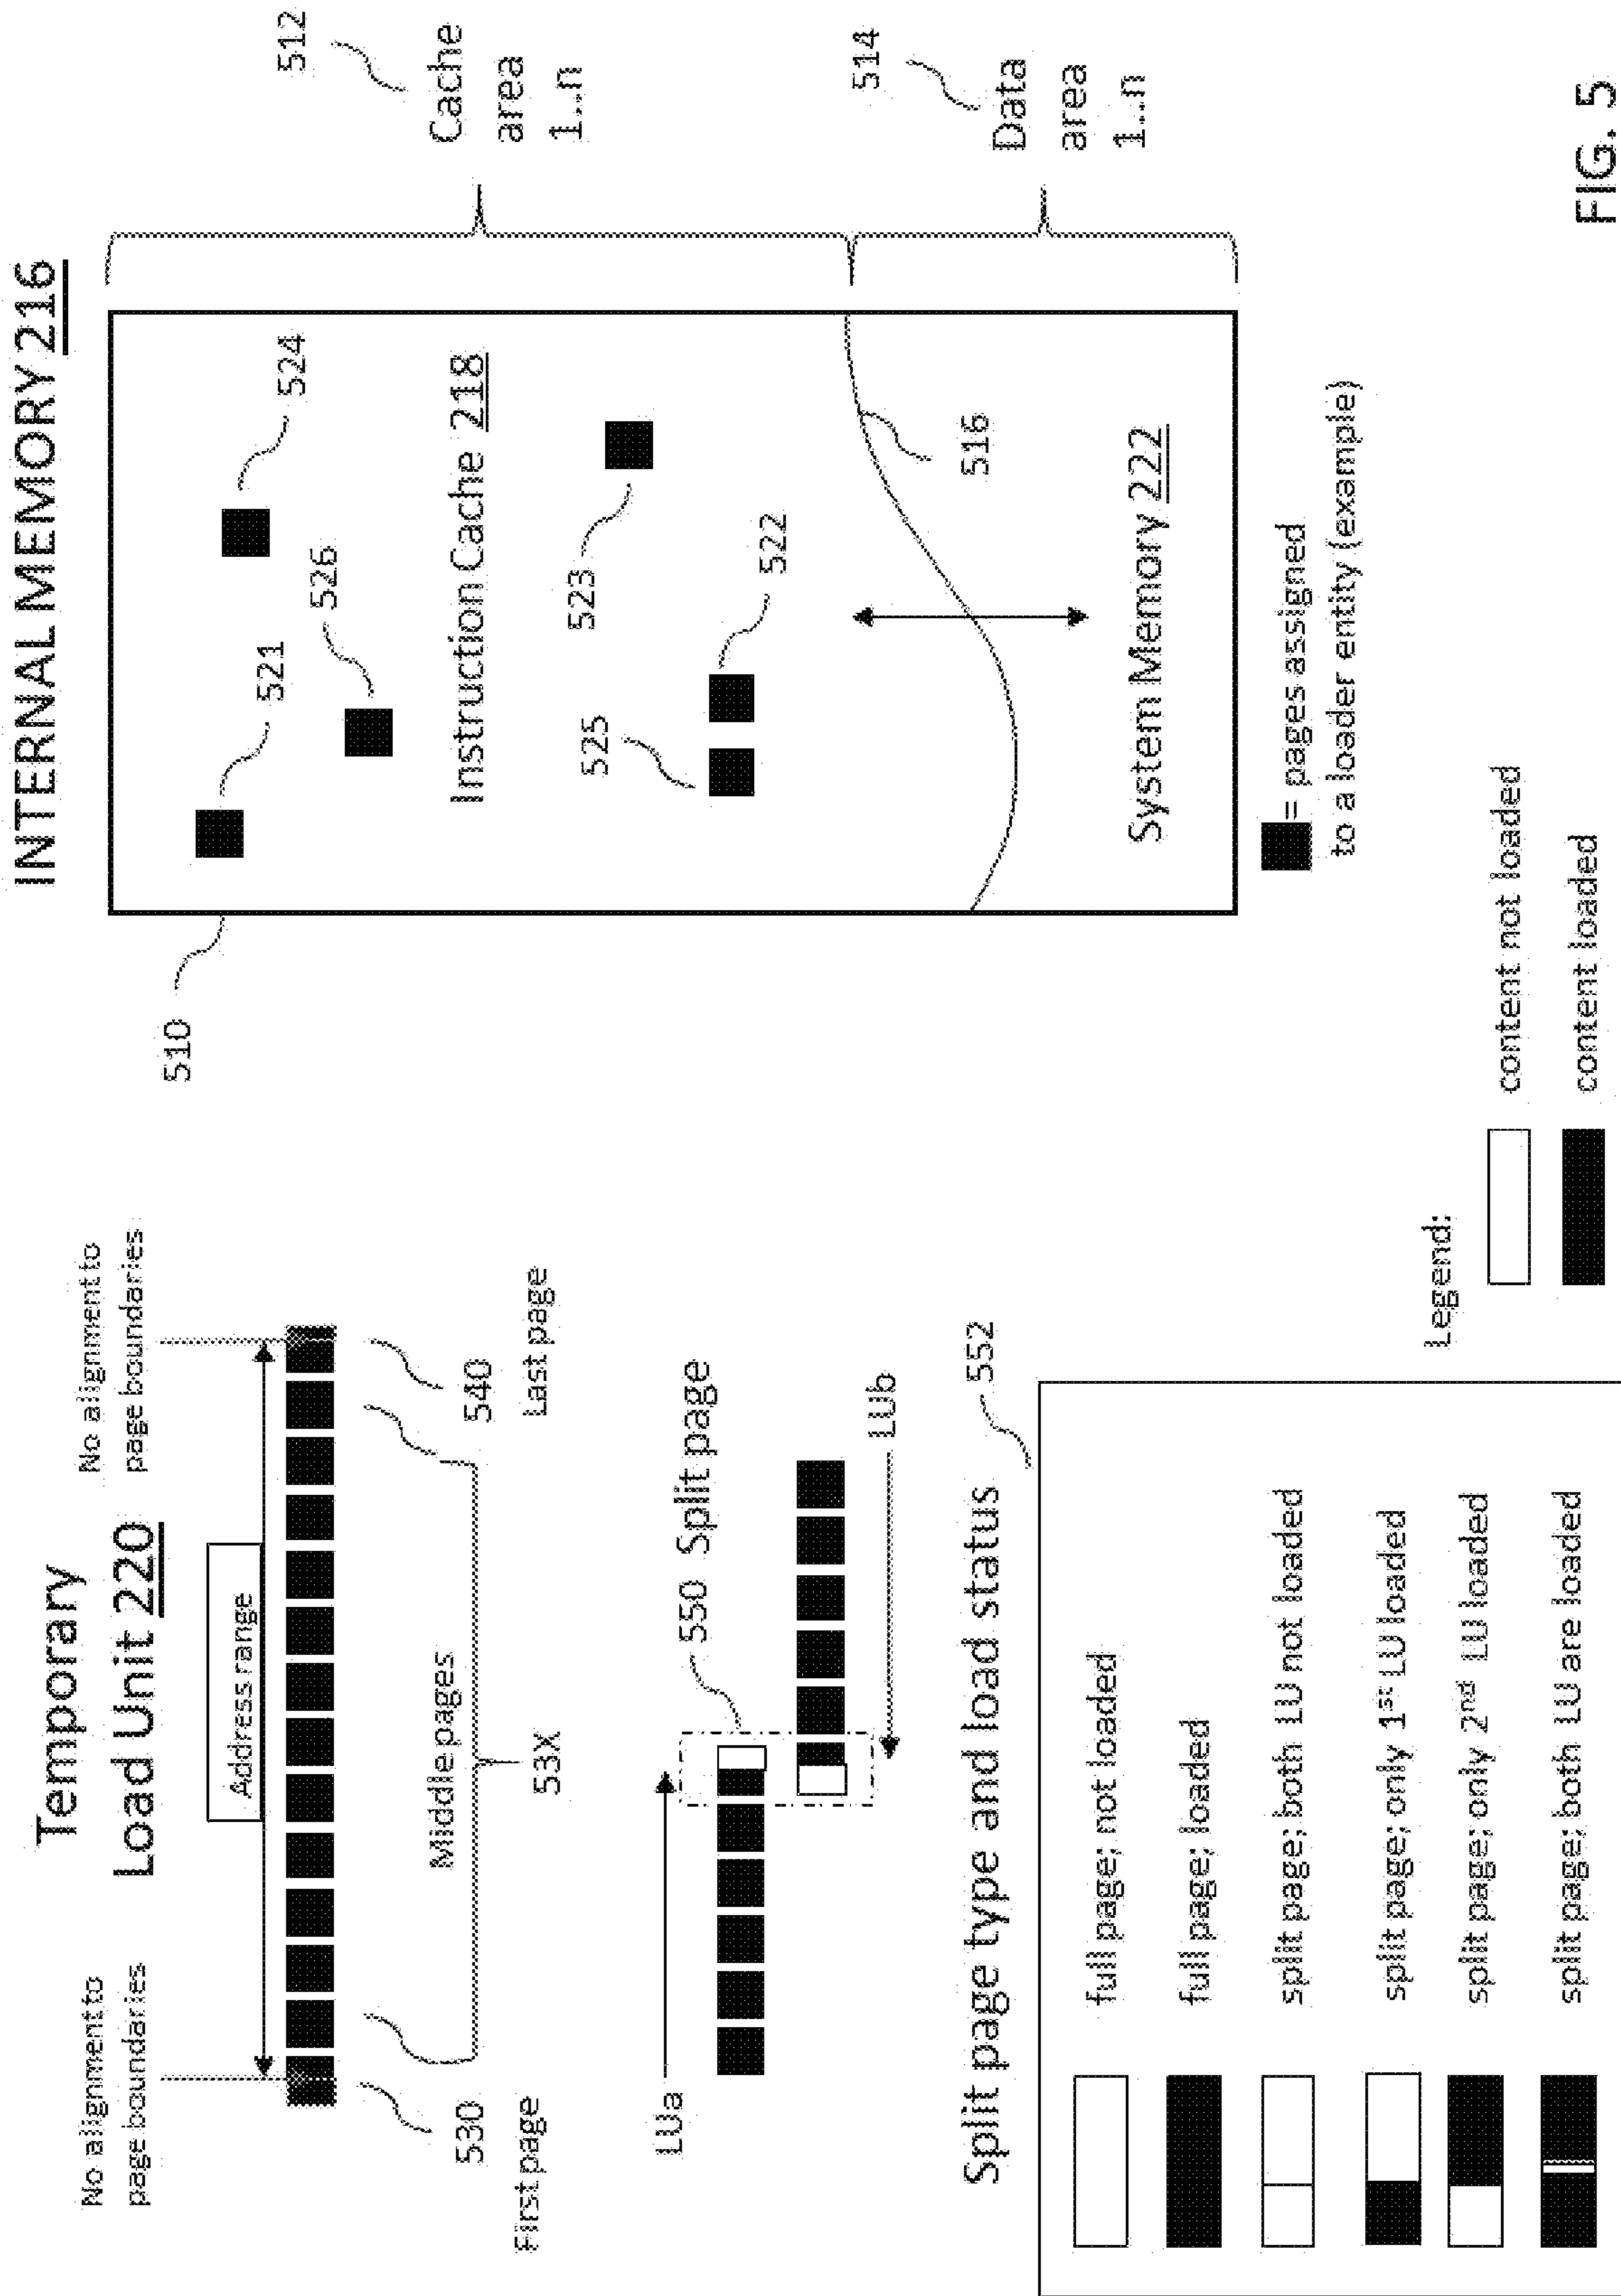 Temporary
Load Unit 220
No alignment to
page boundaries
Address range
No alignment to
page boundaries
530
First page
Middle pages
53X
540
Last page
LUa
550 Split page
LUb
Split page type and load status
552
full page; not loaded
full page; loaded
split page; both LU not loaded
split page; only 1st LU loaded
split page; only 2nd LU loaded
split page; both LU are loaded
Legend:
content not loaded
content loaded
INTERNAL MEMORY 216
510
521
524
526
Instruction Cache 218
523
525
522
516
System Memory 222
= pages assigned
to a loader entity (example)
512
Cache
area
1..n
514
Data
area
1..n
FIG. 5